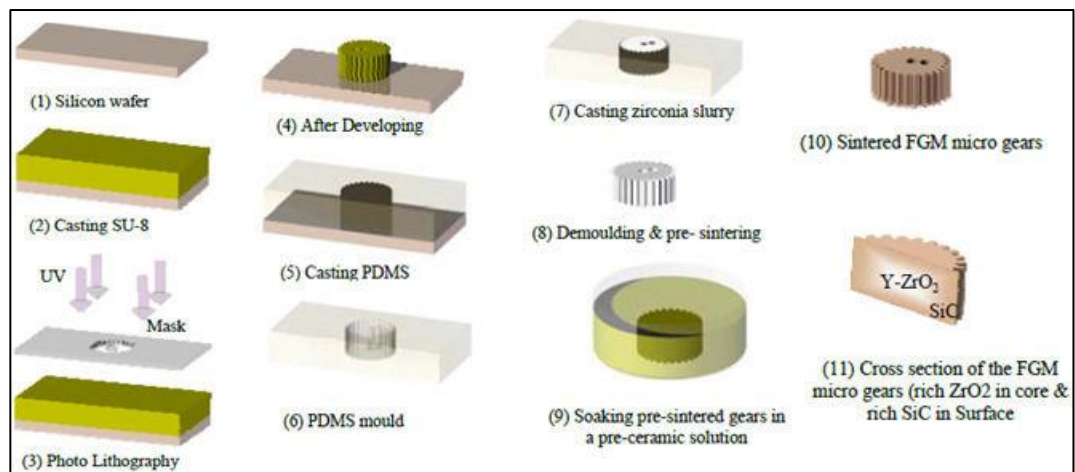 (1) Silicon wafer
(2) Casting SU-8
UV
Mask
(3) Photo Lithography
(4) After Developing
(5) Casting PDMS
(6) PDMS mould
(7) Casting zirconia slurry
(8) Demoulding & pre- sintering
(9) Soaking pre-sintered gears in
a pre-ceramic solution
(10) Sintered FGM micro gears
Y-ZrO2
SiC
(11) Cross section of the FGM
micro gears (rich ZrO2 in core &
rich SiC in Surface